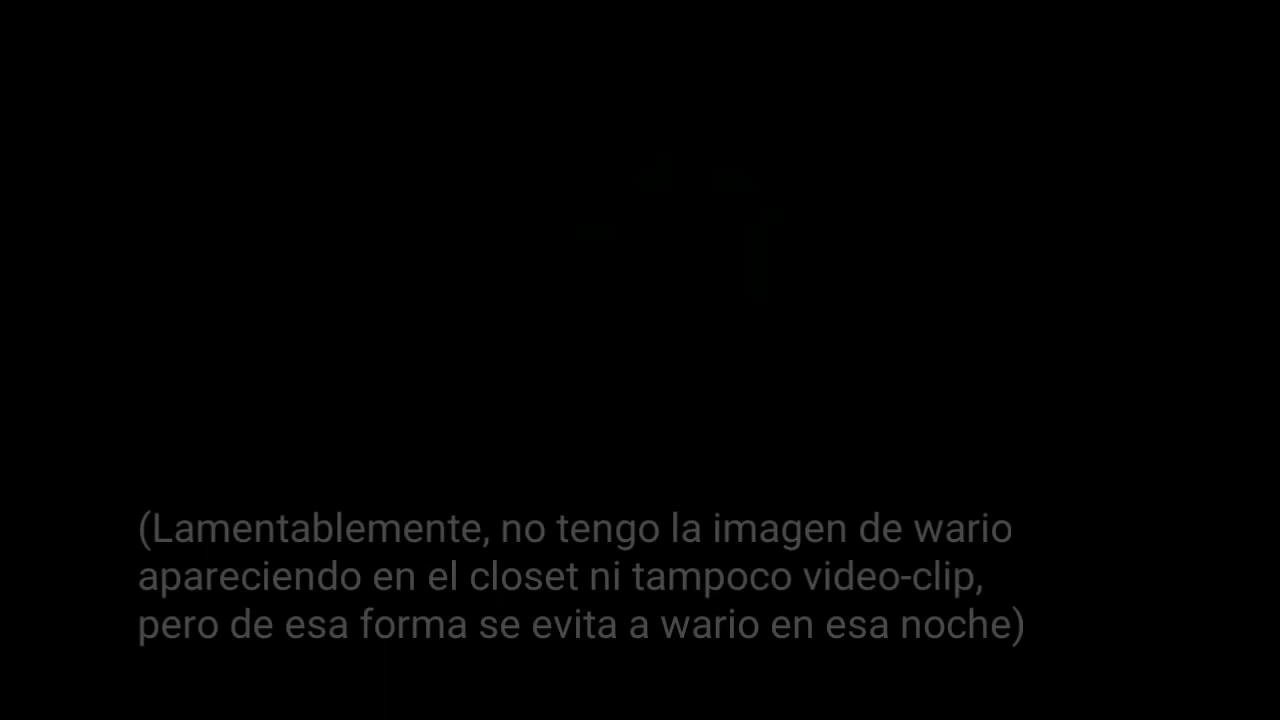 (Lamentablemente, no tengo la imagen de wario
apareciendo en el closet ni tampoco video-clip,
pero de esa forma se evita a wario en esa noche)